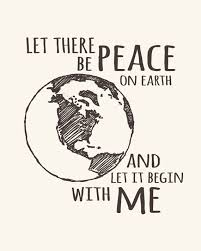 LET THERE
BE PEACE
ON EARTH
AND
LET IT BEGIN
WITH ME